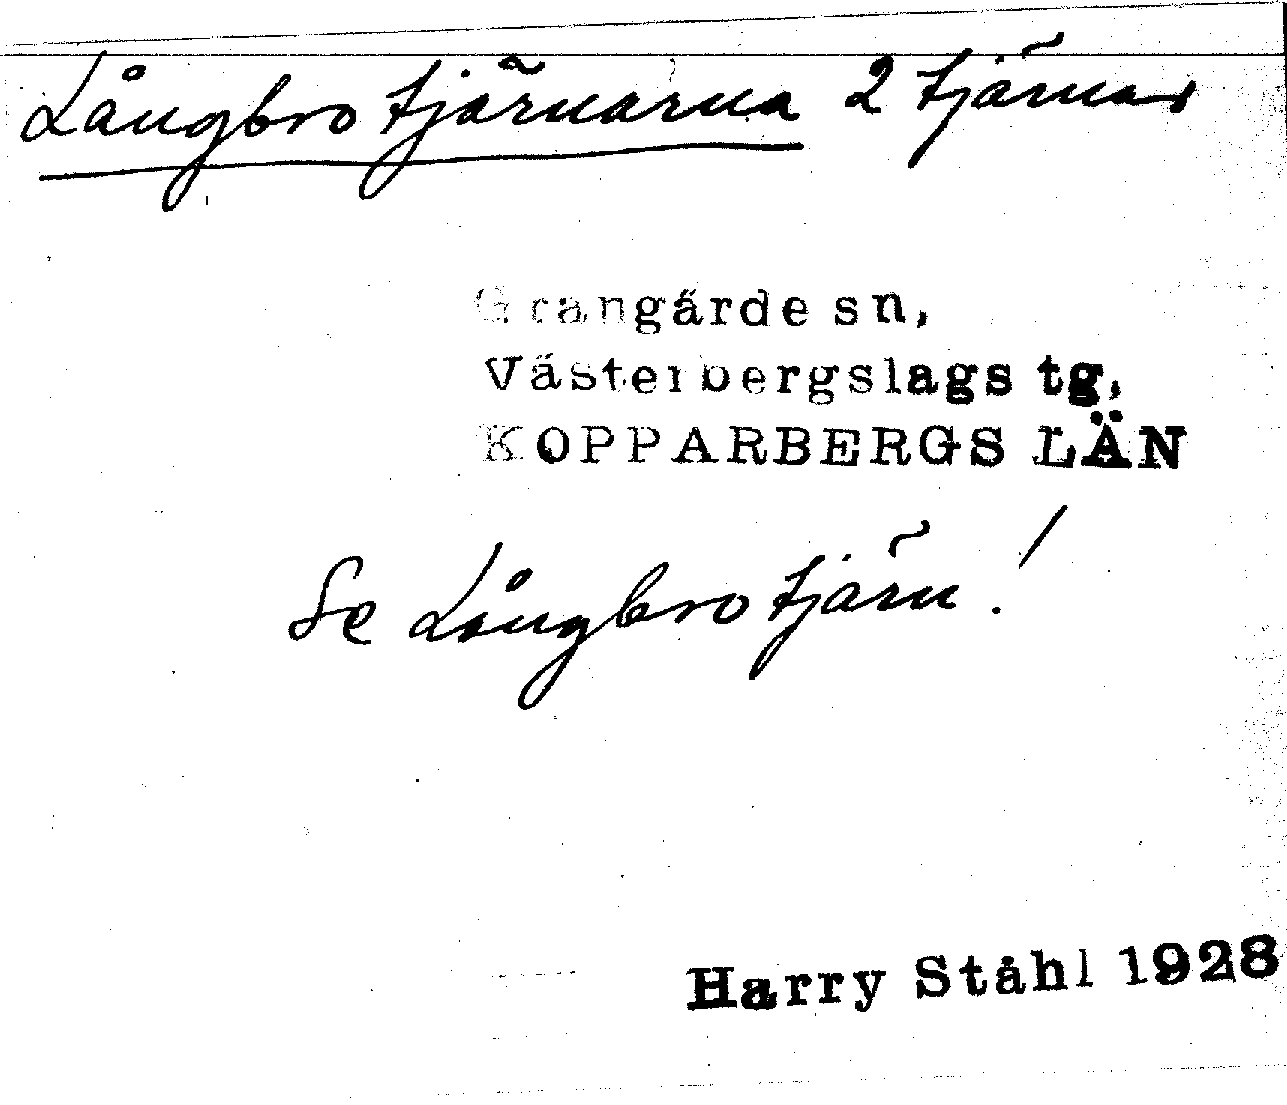 Långbrotjärnarna 2 tjärnar
Grangärde sn,
Västerbergslags tg,
KOPPARBERGS LÄN
Se Långbrotjärn!
Harry Ståhl 1928